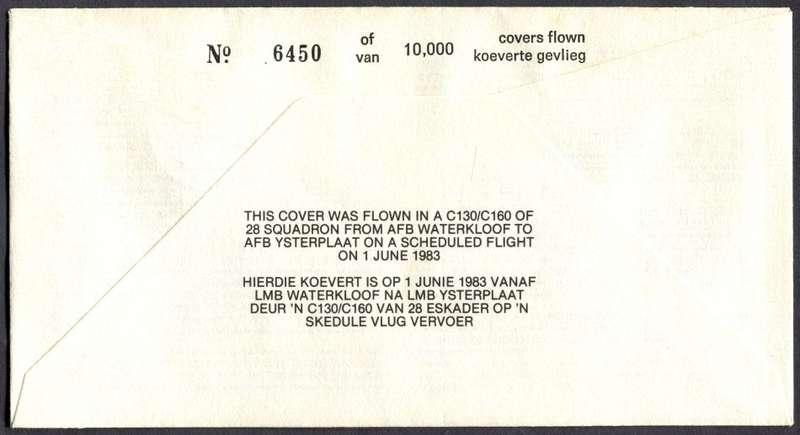 Nº 6450 of 10,000 covers flown
van koeverte gevlieg
THIS COVER WAS FLOWN IN A C130/C160 OF
28 SQUADRON FROM AFB WATERKLOOF TO
AFB YSTERPLAAT ON A SCHEDULED FLIGHT
ON 1 JUNE 1983
HIERDIE KOEVERT IS OP 1 JUNIE 1983 VANAF
LMB WATERKLOOF NA LMB YSTERPLAAT
DEUR 'N C130/C160 VAN 28 ESKADER OP 'N
SKEDULE VLUG VERVOER